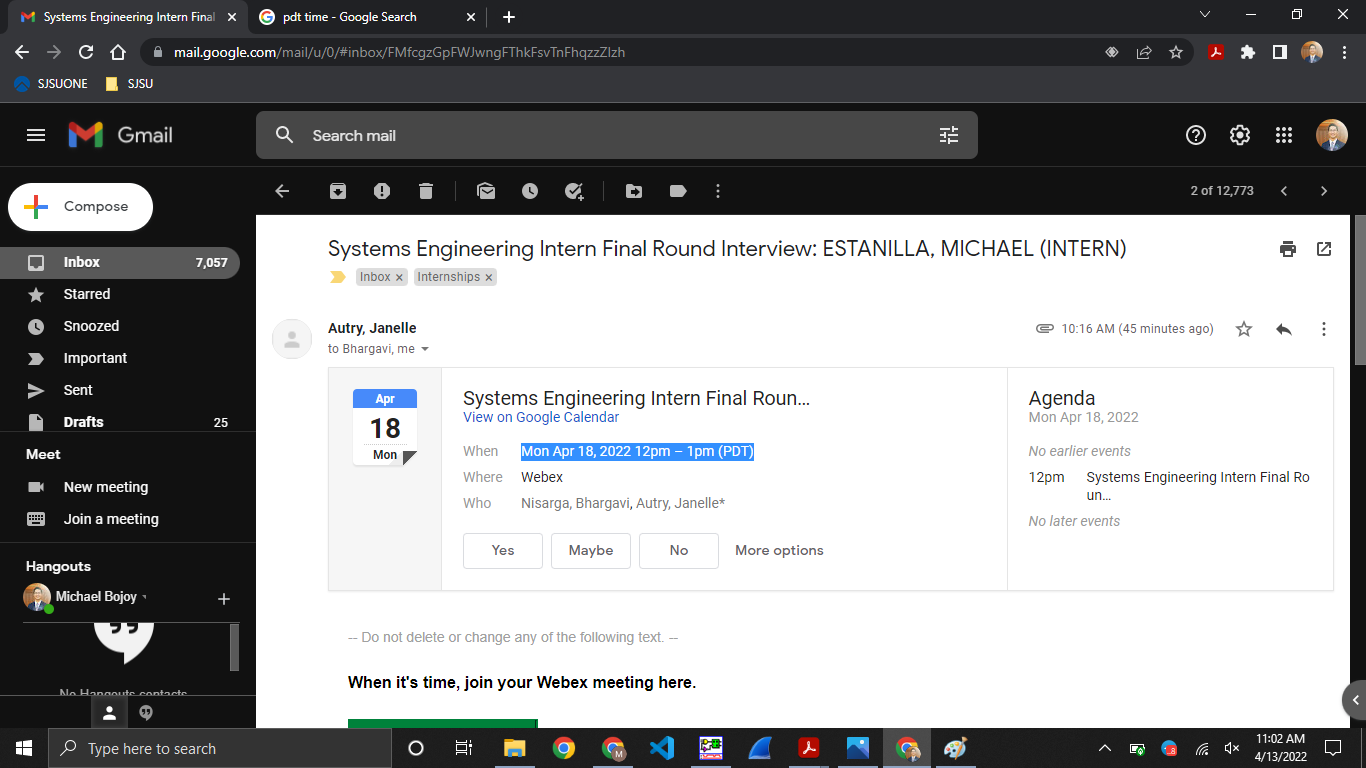 Systems Engineering Intern Final
pdt time - Google Search
mail.google.com/mail/u/0/#inbox/FMfcgzGpFWJwngFThkFsvTnFhqzzZlzh
SJSUONE
SJSU
Gmail
Search mail
Compose
2 of 12,773
Inbox 7,057
Starred
Snoozed
Important
Sent
Drafts 25
Meet
New meeting
Join a meeting
Hangouts
Michael Bojoy
No Hangouts contacts
Systems Engineering Intern Final Round Interview: ESTANILLA, MICHAEL (INTERN)
Inbox × Internships ×
Autry, Janelle
10:16 AM (45 minutes ago)
to Bhargavi, me
Apr
18
Mon
Systems Engineering Intern Final Roun...
View on Google Calendar
When Mon Apr 18, 2022 12pm – 1pm (PDT)
Where Webex
Who Nisarga, Bhargavi, Autry, Janelle*
Yes
Maybe
No
More options
Agenda
Mon Apr 18, 2022
No earlier events
12pm Systems Engineering Intern Final Ro
un...
No later events
-- Do not delete or change any of the following text. --
When it's time, join your Webex meeting here.
Type here to search
11:02 AM
4/13/2022